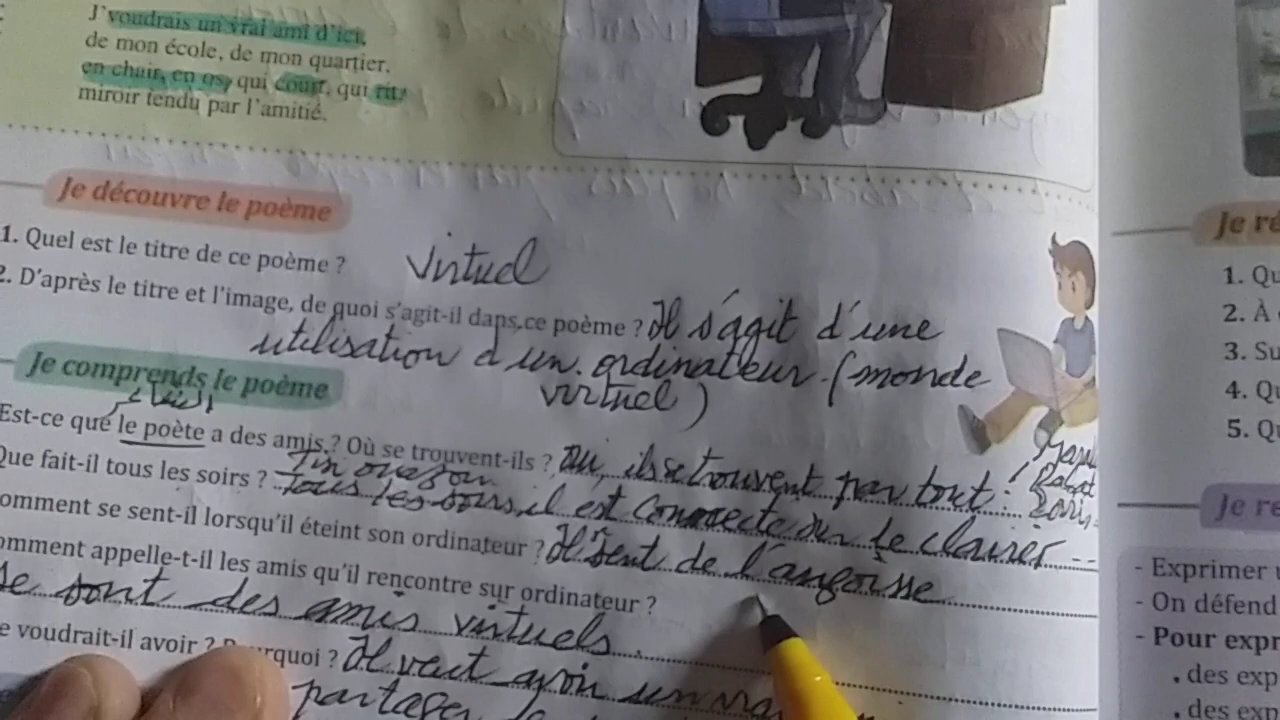 J'voudrais un vrai ami d'ici,
de mon école, de mon quartier,
en chair, en os, qui court, qui rit,
miroir tendu par l'amitié.
Je découvre le poème
1. Quel est le titre de ce poème ? Virtuel
2. D'après le titre et l'image, de quoi s'agit-il dans ce poème ? Il s'agit d'une
utilisation d'un ordinateur (monde
virtuel)
Je comprends le poème
Est-ce que le poète a des amis ? Où se trouvent-ils ? Oui, ils se trouvent par tout :
Que fait-il tous les soirs ? Tous les soirs, il est connecté sur le
omment se sent-il lorsqu'il éteint son ordinateur ? Il sent de l'angoisse
omment appelle-t-il les amis qu'il rencontre sur ordinateur ?
se sont des amis virtuels.
e voudrait-il avoir ? Pourquoi ? Il veut avoir un
partager
Je re
1. Qu
2. À
3. Su
4. Qu
5. Qu
Je re
- Exprimer
- On défend
- Pour expr
. des exp
. des exp